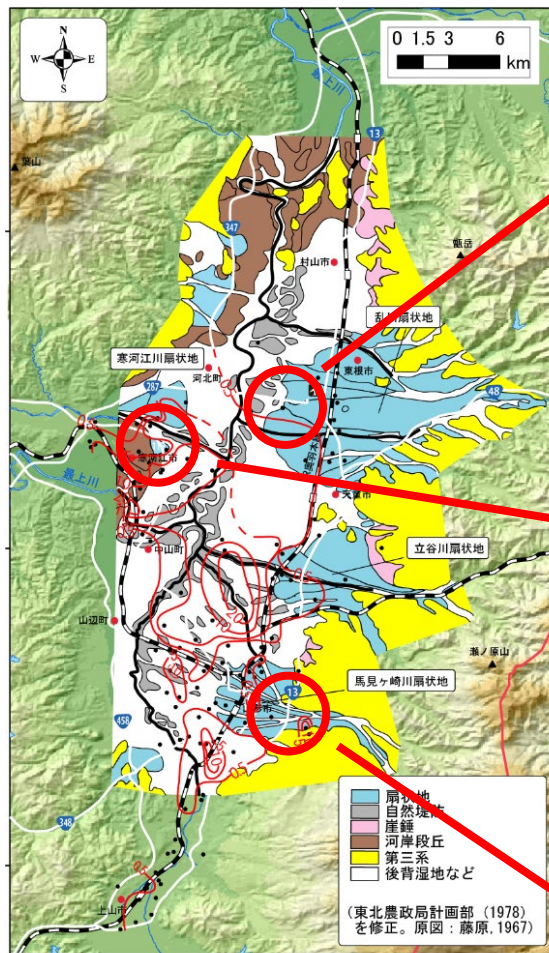 N
W E
S
0 1.5 3 6
km
最上川
13
葉山
347
甑岳
村山市
乱川扇状地
寒河江川扇状地
東根市
河北町
287
48
寒河江市
最上川
天童市
中山町
立谷川扇状地
山辺町
瀬ノ原山
馬見ヶ崎川扇状地
13
山形市
458
348
上山市
扇状地
自然堤防
崖錐
河岸段丘
第三系
後背湿地など
(東北農政局計画部（1978）
を修正。原図：藤原,1967)